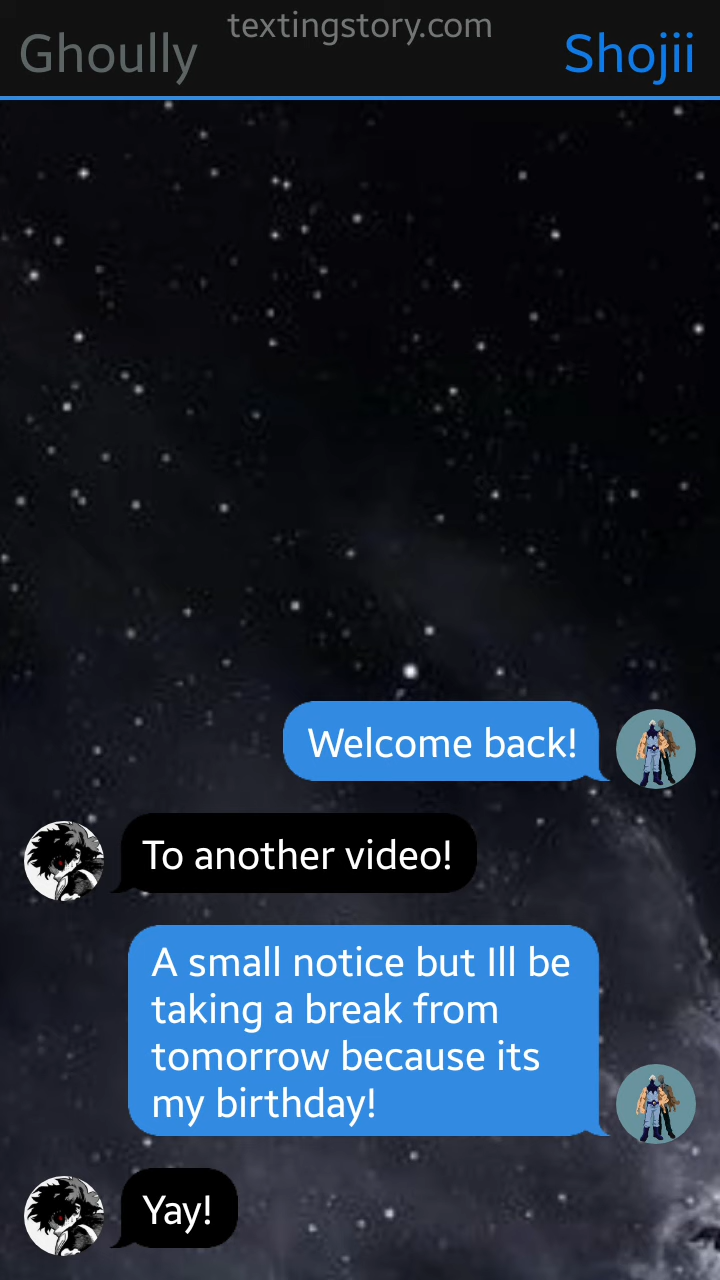 textingstory.com
Ghoully
Shojii
Welcome back!
To another video!
A small notice but Ill be
taking a break from
tomorrow because its
my birthday!
Yay!